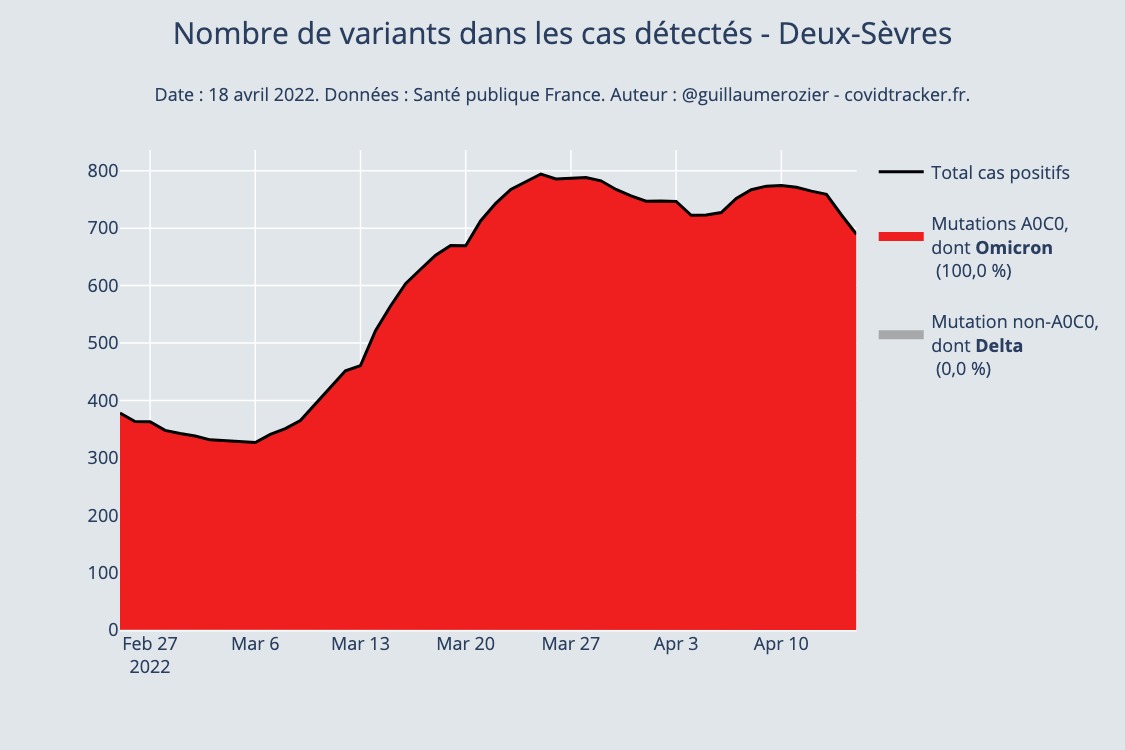 Nombre de variants dans les cas détectés - Deux-Sèvres
Date : 18 avril 2022. Données : Santé publique France. Auteur : @guillaumerozier - covidtracker.fr.
800
700
600
500
400
300
200
100
0
Feb 27
2022
Mar 6
Mar 13
Mar 20
Mar 27
Apr 3
Apr 10
Total cas positifs
Mutations A0C0,
dont Omicron
(100,0 %)
Mutation non-A0C0,
dont Delta
(0,0 %)